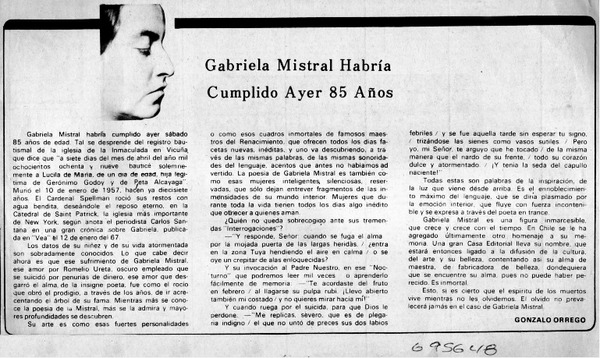 Gabriela Mistral Habría
Cumplido Ayer 85 Años
Gabriela Mistral habría cumplido ayer sábado
85 años de edad. Tal se desprende del registro bau-
tismal de la iglesia de la Inmaculada en Vicuña
que dice que "a siete días del mes de abril del año mil
ochocientos ochenta y nueve bauticé solemne-
mente a Lucila de María, de un día de edad, hija legí-
tima de Gerónimo Godoy y de Peta Alcayaga".
Murió el 10 de enero de 1957, hacen ya diecisiete
años. El Cardenal Spellman roció sus restos con
agua bendita, deseándole el reposo eterno, en la
Catedral de Saint Patrick, la iglesia más importante
de New York, según anota el periodista Carlos San-
tana en una gran crónica sobre Gabriela, publica-
da en "Vea" el 12 de enero del 67
Los datos de su niñez y de su vida atormentada
son sobradamente conocidos. Lo que cabe decir
ahora es que ese sufrimiento de Gabriela Mistral,
ese amor por Romelio Ureta, oscuro empleado que
se suicidó por penurias de dinero, ese amor des-
garró el alma de la insigne poeta, fue como el rocío
que obró el prodigio, a través de los años, de ir acre-
centando el árbol de su fama. Mientras más se cono-
ce la poesía de la Mistral, más se la admira y mayo-
res profundidades se descubren.
Su arte es como esas fuertes personalidades
o como esos cuadros inmortales de famosos maes-
tros del Renacimiento, que ofrecen todos los días fa-
cetas nuevas, inéditas, y uno va descubriendo, a tra-
vés de las mismas palabras, de las mismas sonorida-
des del lenguaje, acentos que antes no habíamos ad
vertido. La poesía de Gabriela Mistral es también co-
mo esas mujeres inteligentes, silenciosas, reser-
vadas, que sólo dejan entrever fragmentos de las in-
mensidades de su mundo interior. Mujeres que du-
rante toda la vida tienen todos los días algo inédito
que ofrecer a quienes aman.
¿Quién no queda sobrecogido ante sus tremen-
das "Interrogaciones"?
—"Y responde, Señor: cuando se fuga el alma /
por la mojada puerta de las largas heridas, / ¿entra
en la zona Tuya hendiendo el aire en calma / o se
oye un crepitar de alas enloquecidas?"
Y su invocación al Padre Nuestro, en ese "Noc-
turno" que podremos leer mil veces o aprenderlo
fácilmente de memoria: —"Te acordaste del fruto
en febrero / al llagarse su pulpa rubí. / Llevo abierto
también mi costado / y no quieres mirar hacia mí!"
Y cuando ruega por el suicida, para que Dios le
perdone. —"Me replicas, severo, que es de plega-
ria indigno / el que no untó de preces sus dos labios
febriles / y se fue aquella tarde sin esperar tu signo,
/ trizándose las sienes como vasos sutiles. / Pero
yo, mi Señor, te arguyo que he tocado / de la misma
manera que el nardo de su frente, / todo su corazón
dulce y atormentado / ¡Y tenía la seda del capullo
naciente!"
Todas estas son palabras de la inspiración, de
la luz que viene desde arriba. Es el ennoblecimien-
to máximo del lenguaje, que se diría plasmado por
la emoción interior, que fluye con fuerza incontem-
ble y se expresa a través del poeta en trance.
Gabriela Mistral es una figura inmarcesible,
que crece y crece con el tiempo. En Chile se le ha
agregado últimamente otro homenaje a su me-
moria. Una gran Casa Editorial lleva su nombre, que
estará entonces ligado a la difusión de la cultura,
del arte y su belleza, contentando así su alma de
maestra, de fabricadora de belleza, dondequiera
que se encuentre su alma, pues no puede haber pe-
recido. Es inmortal.
Esto, si es cierto que el espíritu de los muertos
vive mientras no les olvidemos. El olvido no preva-
lecerá jamás en el caso de Gabriela Mistral.
GONZALO ORREGO
695648